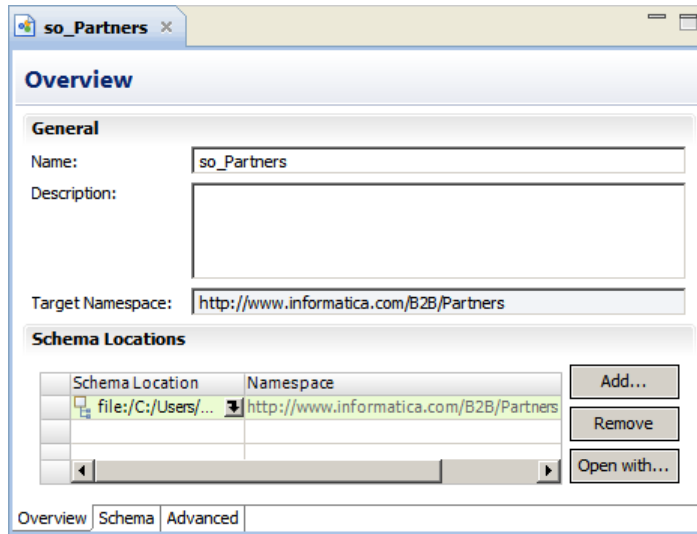 so_Partners
Overview
General
Name: so_Partners
Description:
Target Namespace: http://www.informatica.com/B2B/Partners
Schema Locations
Schema Location Namespace Add...
file:/C:/Users/... http://www.informatica.com/B2B/Partners
Remove
Open with...
Overview Schema Advanced